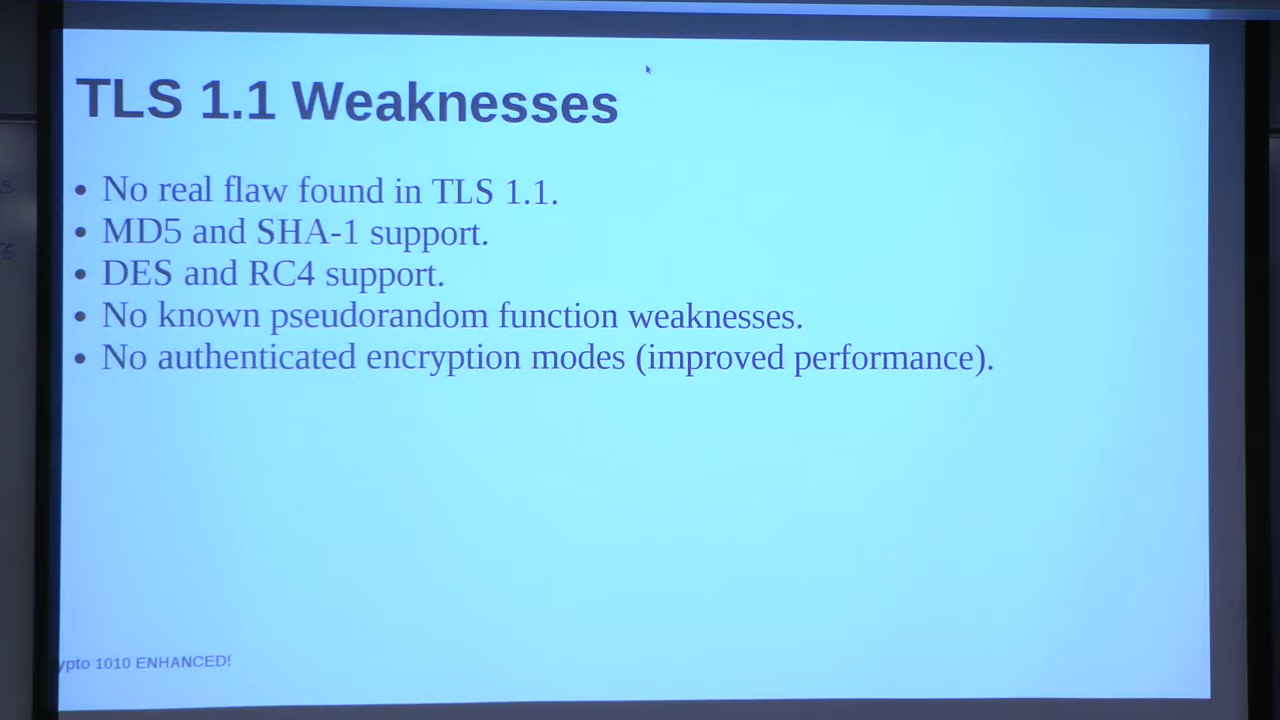 TLS 1.1 Weaknesses
• No real flaw found in TLS 1.1.
• MD5 and SHA-1 support.
• DES and RC4 support.
• No known pseudorandom function weaknesses.
• No authenticated encryption modes (improved performance).
ypto 1010 ENHANCED!